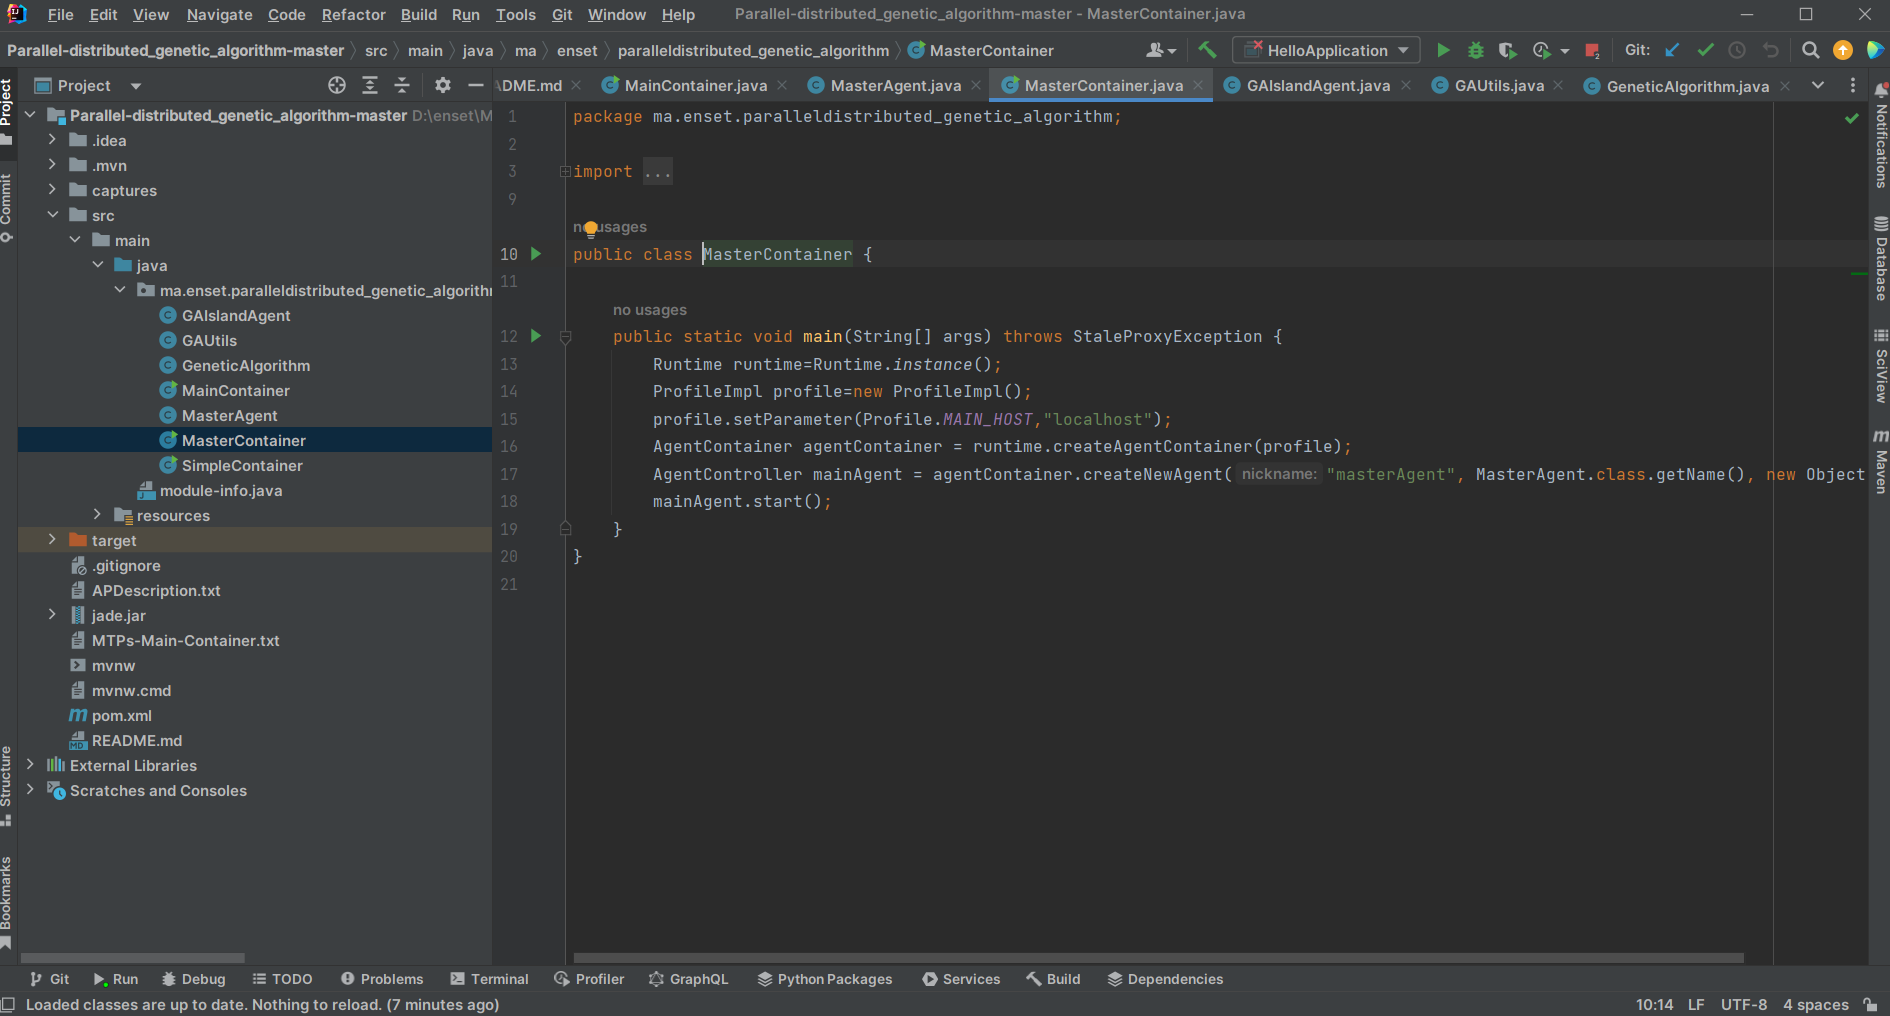 File Edit View Navigate Code Refactor Build Run Tools Git Window Help Parallel-distributed_genetic_algorithm-master - MasterContainer.java
Parallel-distributed_genetic_algorithm-master src main java ma enset paralleldistributed_genetic_algorithm MasterContainer HelloApplication Git:
Project
DME.md MainContainer.java MasterAgent.java MasterContainer.java GAIslandAgent.java GAUtils.java GeneticAlgorithm.java
Parallel-distributed_genetic_algorithm-master D:\enset\M
.idea
.mvn
captures
src
main
java
ma.enset.paralleldistributed_genetic_algorithm
GAIslandAgent
GAUtils
GeneticAlgorithm
MainContainer
MasterAgent
MasterContainer
SimpleContainer
module-info.java
resources
target
.gitignore
APDescription.txt
jade.jar
MTPs-Main-Container.txt
mvnw
mvnw.cmd
pom.xml
README.md
External Libraries
Scratches and Consoles
1 package ma.enset.paralleldistributed_genetic_algorithm;
2
3 import ...
9
no usages
10 public class MasterContainer {
11
no usages
12 public static void main(String[] args) throws StaleProxyException {
13 Runtime runtime=Runtime.instance();
14 ProfileImpl profile=new ProfileImpl();
15 profile.setParameter(Profile.MAIN_HOST,"localhost");
16 AgentContainer agentContainer = runtime.createAgentContainer(profile);
17 AgentController mainAgent = agentContainer.createNewAgent( nickname: "masterAgent", MasterAgent.class.getName(), new Object
18 mainAgent.start();
19 }
20 }
21
Project
Commit
Structure
Bookmarks
Notifications
Database
SciView
Maven
Git Run Debug TODO Problems Terminal Profiler GraphQL Python Packages Services Build Dependencies
Loaded classes are up to date. Nothing to reload. (7 minutes ago) 10:14 LF UTF-8 4 spaces